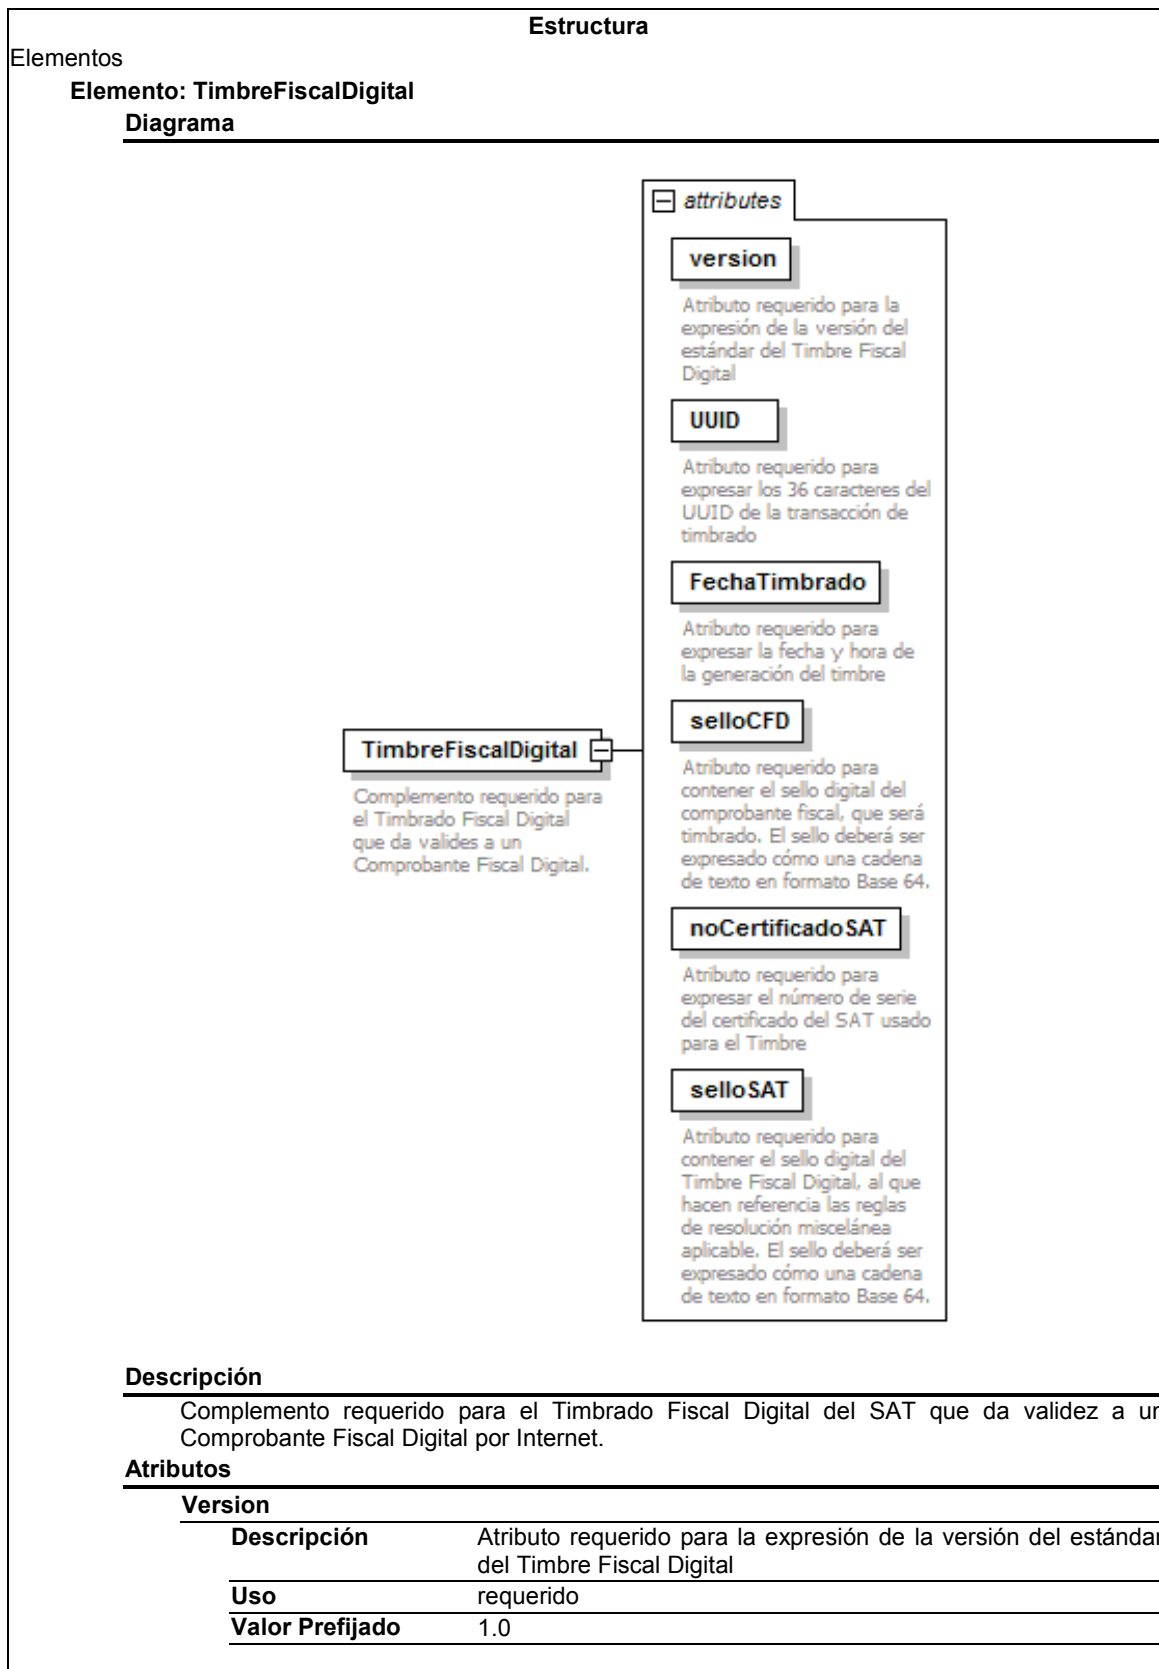 Estructura
Elementos
Elemento: TimbreFiscalDigital
Diagrama
attributes
version
Atributo requerido para la
expresión de la versión del
estándar del Timbre Fiscal
Digital
UUID
Atributo requerido para
expresar los 36 caracteres del
UUID de la transacción de
timbrado
FechaTimbrado
Atributo requerido para
expresar la fecha y hora de
la generación del timbre
selloCFD
Atributo requerido para
contener el sello digital del
comprobante fiscal, que será
timbrado. El sello deberá ser
expresado cómo una cadena
de texto en formato Base 64.
TimbreFiscalDigital
Complemento requerido para
el Timbrado Fiscal Digital
que da valides a un
Comprobante Fiscal Digital.
noCertificadoSAT
Atributo requerido para
expresar el número de serie
del certificado del SAT usado
para el Timbre
selloSAT
Atributo requerido para
contener el sello digital del
Timbre Fiscal Digital, al que
hacen referencia las reglas
de resolución miscelánea
aplicable. El sello deberá ser
expresado cómo una cadena
de texto en formato Base 64.
Descripción
Complemento requerido para el Timbrado Fiscal Digital del SAT que da validez a un
Comprobante Fiscal Digital por Internet.
Atributos
Version
Descripción Atributo requerido para la expresión de la versión del estándar
del Timbre Fiscal Digital
Uso requerido
Valor Prefijado 1.0